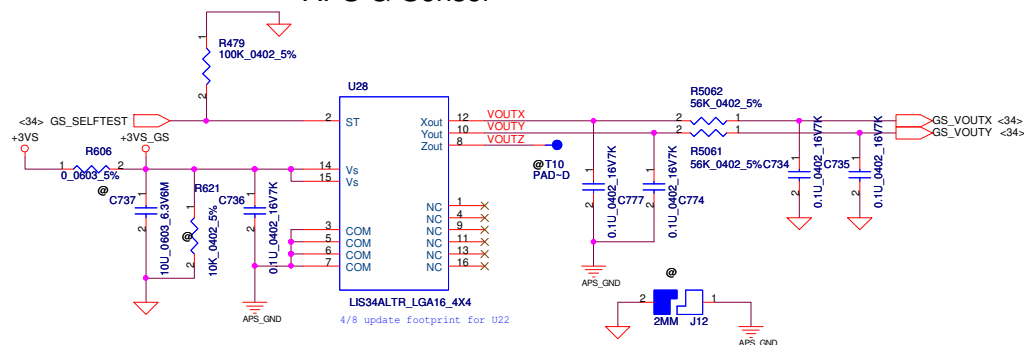 R479
100K_0402_5%
U28
<34> GS_SELFTEST
+3VS
+3VS_GS
R606
0_0603_5%
@
C737
10U_0603_6.3V6M
R621
10K_0402_5%
@
C736
0.1U_0402_16V7K
1
2
2 ST
14 Vs
15 Vs
3 COM
5 COM
6 COM
7 COM
Xout 12 VOUTX
Yout 10 VOUTY
Zout 8 VOUTZ
NC 1
NC 4
NC 9
NC 11
NC 13
NC 16
LIS34ALTR_LGA16_4X4
4/8 update footprint for U22
APS_GND
@ T10
PAD~D
R5062
56K_0402_5%
2 1
2 1
R5061
56K_0402_5%
GS_VOUTX <34>
GS_VOUTY <34>
C777
0.1U_0402_16V7K
C774
0.1U_0402_16V7K
C734
0.1U_0402_16V7K
C735
0.1U_0402_16V7K
APS_GND
@
2 1
2MM J12
APS_GND